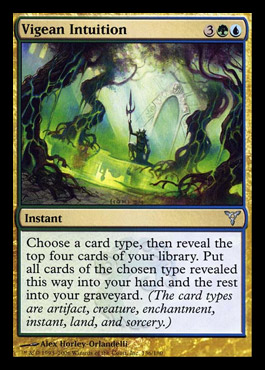 Vigean Intuition
3
Instant
Choose a card type, then reveal the
top four cards of your library. Put
all cards of the chosen type revealed
this way into your hand and the rest
into your graveyard. (The card
types are artifact, creature, enchantment,
instant, land, and sorcery.)
Alex Horley-Orlandelli